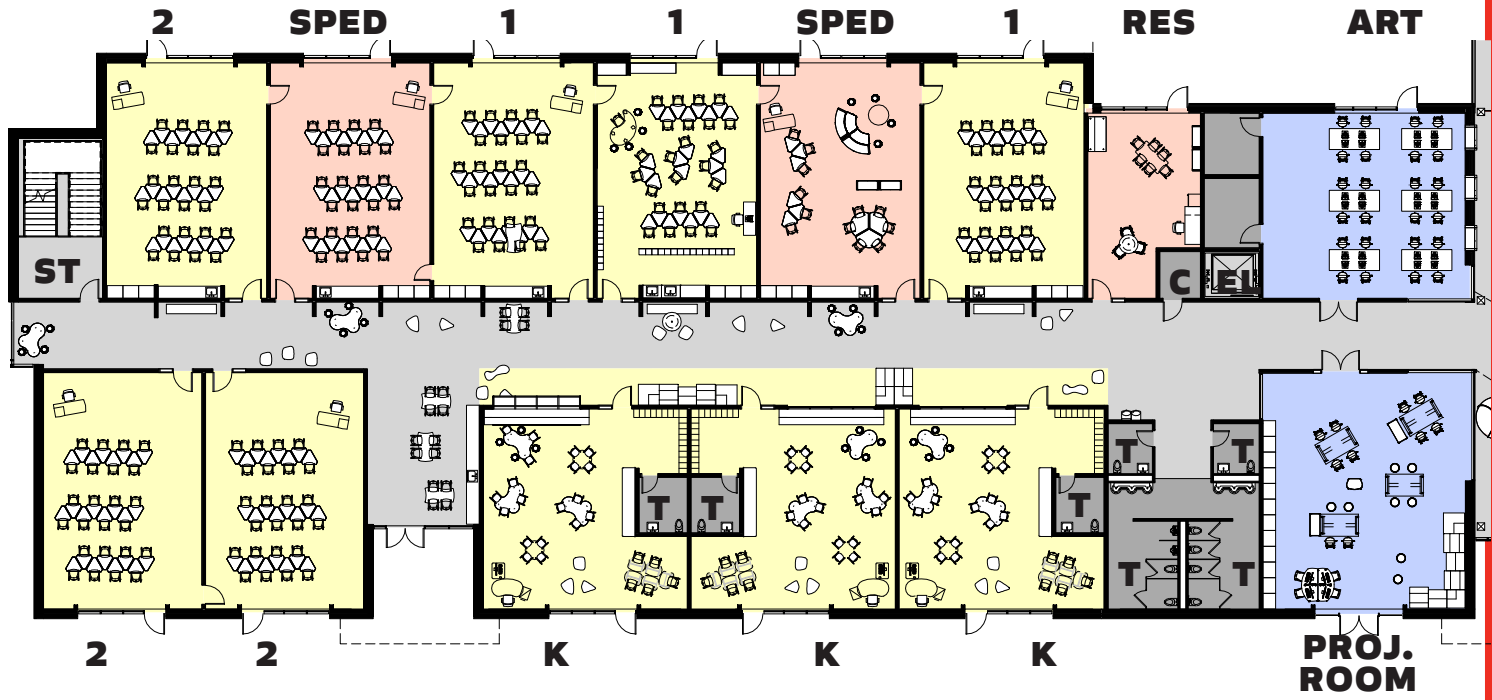 2 SPED 1 1 SPED 1 RES ART
ST C EL
T T
T T T
T T
2 2 K K K PROJ.
ROOM